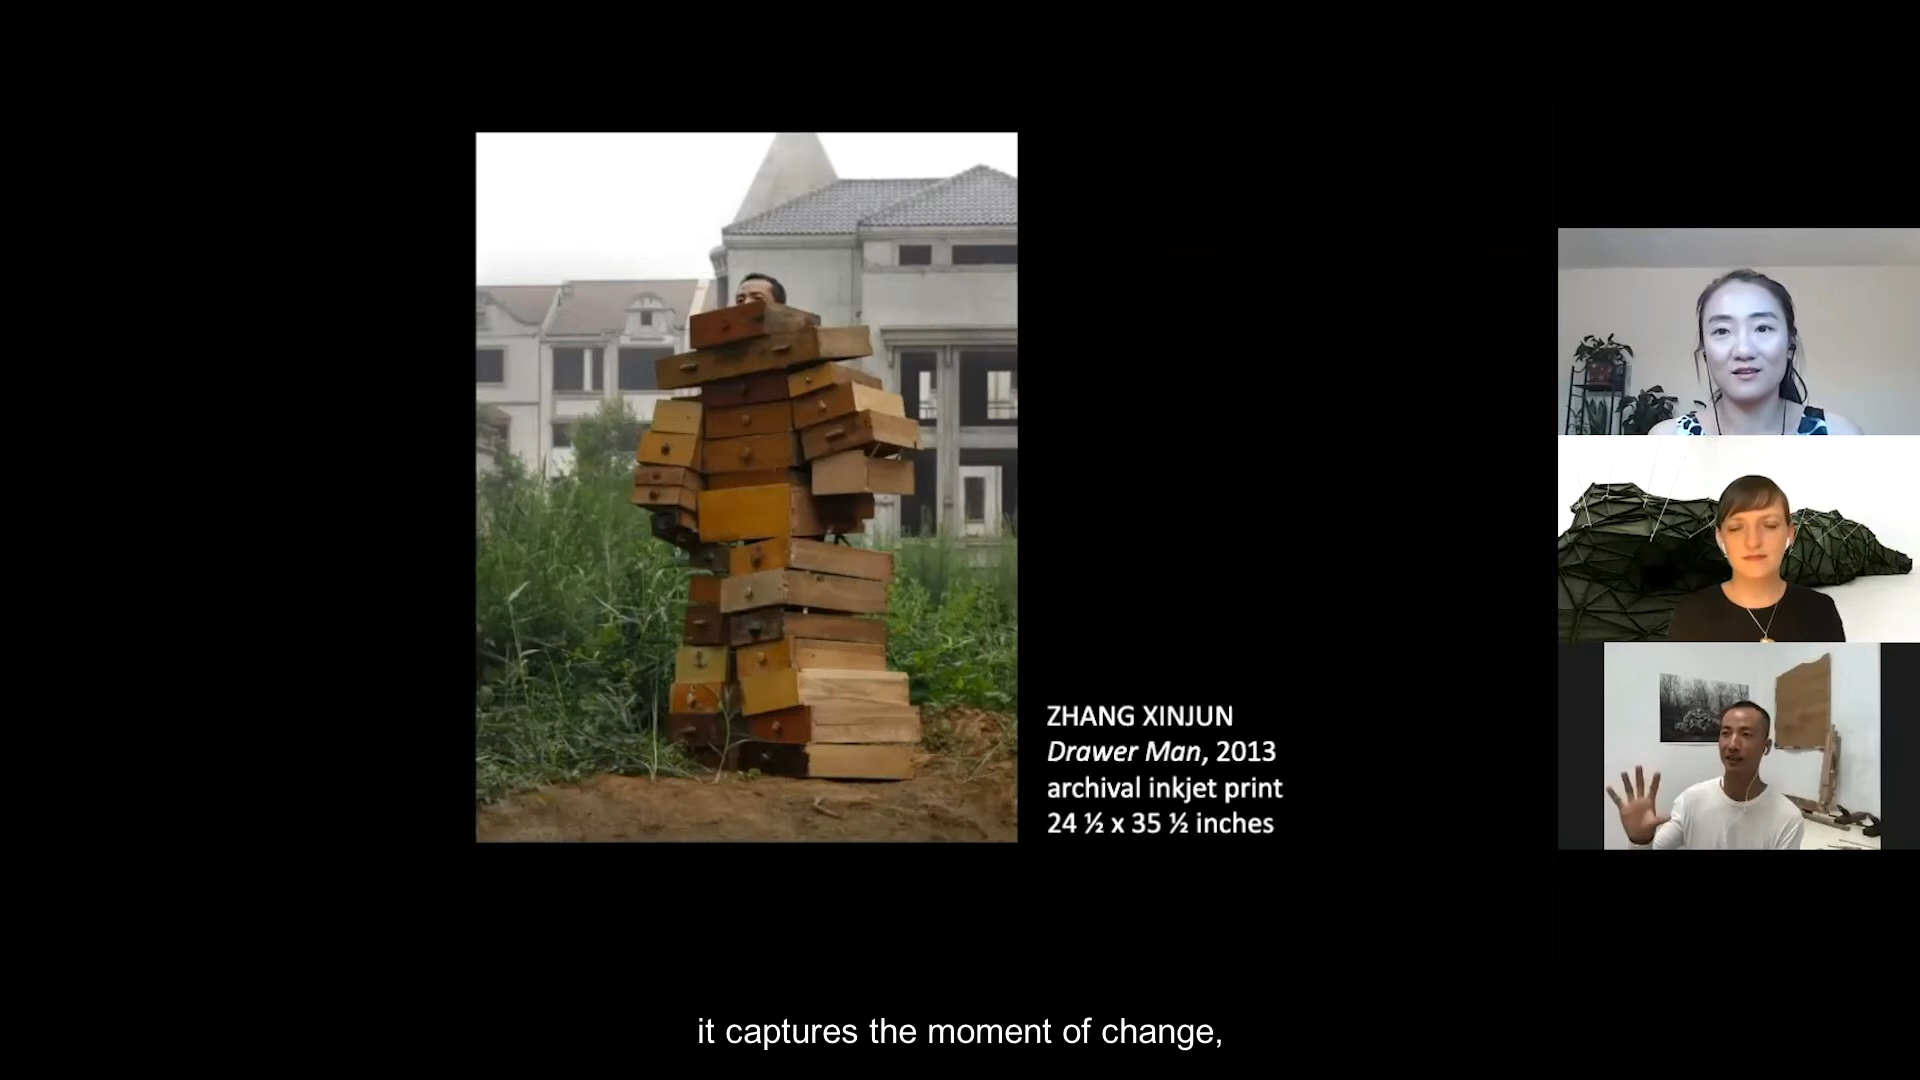 ZHANG XINJUN
Drawer Man, 2013
archival inkjet print
24 ½ x 35 ½ inches
it captures the moment of change,